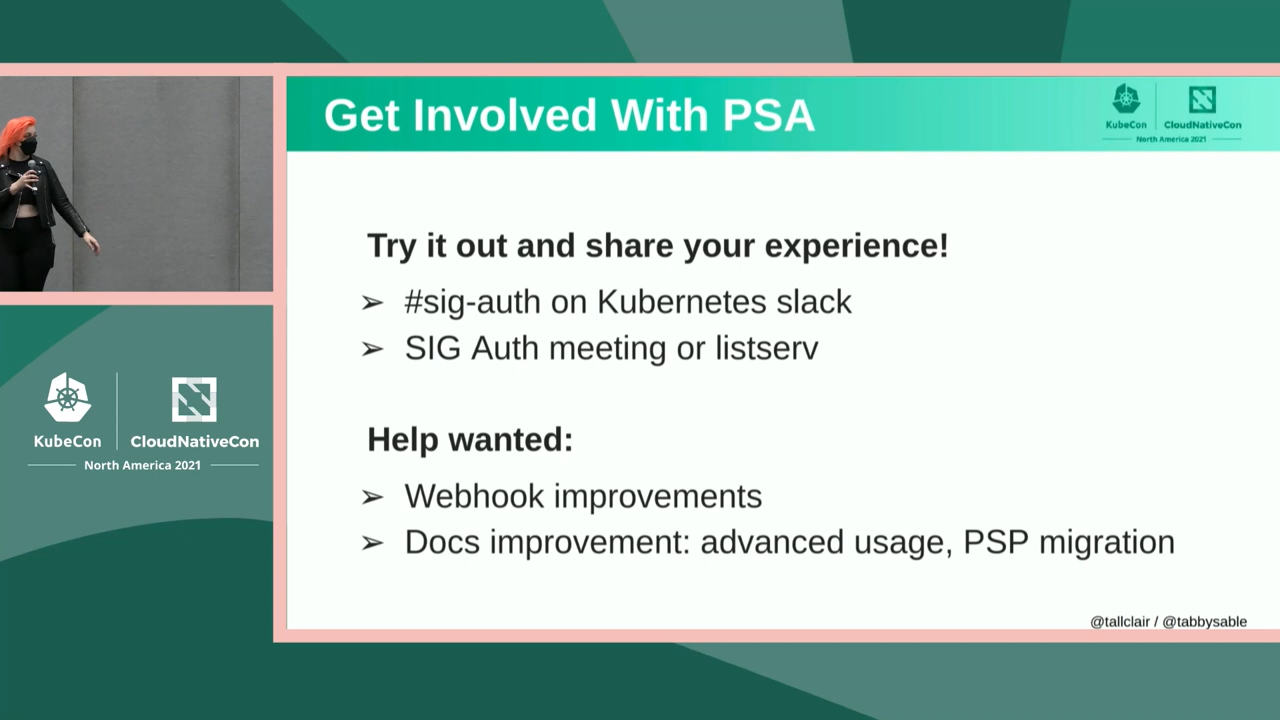 Get Involved With PSA
KubeCon
CloudNativeCon
North America 2021
Try it out and share your experience!
➢ #sig-auth on Kubernetes slack
➢ SIG Auth meeting or listserv
Help wanted:
➢ Webhook improvements
➢ Docs improvement: advanced usage, PSP migration
@tallclair / @tabbysable
KubeCon
CloudNativeCon
North America 2021